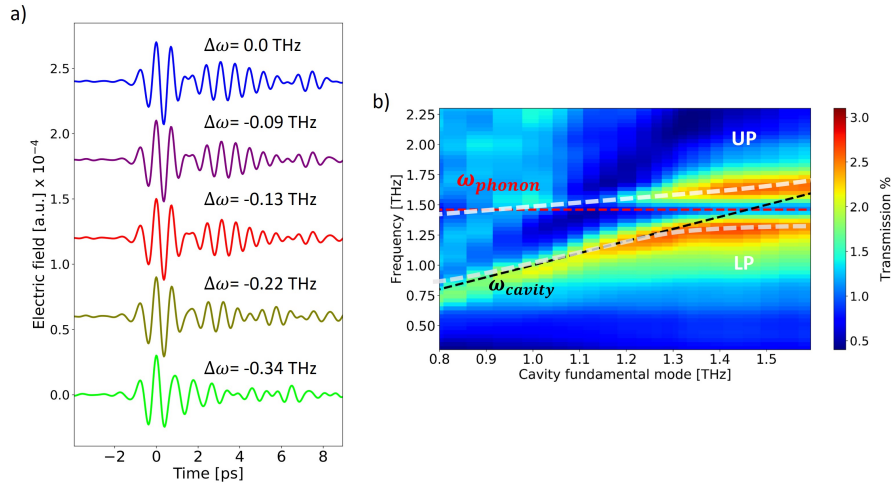 a)
Δω= 0.0 THz
Δω= -0.09 THz
Δω= -0.13 THz
Δω= -0.22 THz
Δω= -0.34 THz
2.5
2.0
1.5
1.0
0.5
0.0
Electric field [a.u.] x 10⁻⁴
−2 0 2 4 6 8
Time [ps]
b)
UP
ω_phonon
ω_cavity
LP
2.25
2.00
1.75
1.50
1.25
1.00
0.75
0.50
Frequency [THz]
0.8 0.9 1.0 1.1 1.2 1.3 1.4 1.5
Cavity fundamental mode [THz]
3.0
2.5
2.0
1.5
1.0
0.5
Transmission %